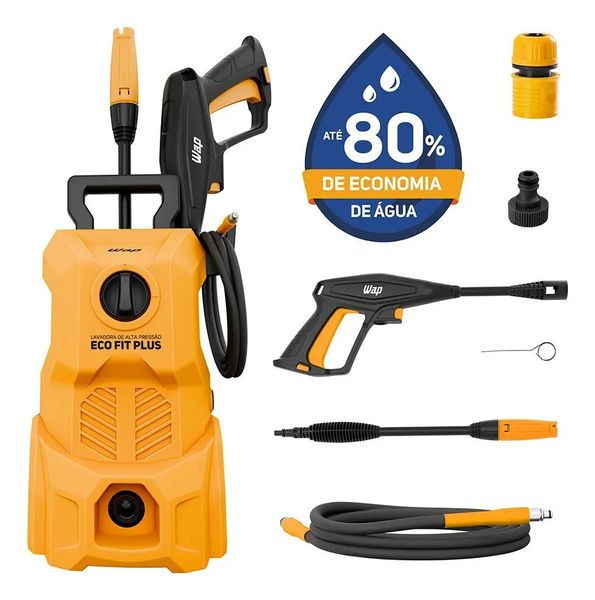 Wap
ATÉ 80%
DE ECONOMIA
DE ÁGUA
Wap
LAVADORA DE ALTA PRESSÃO
ECO FIT PLUS
Wap